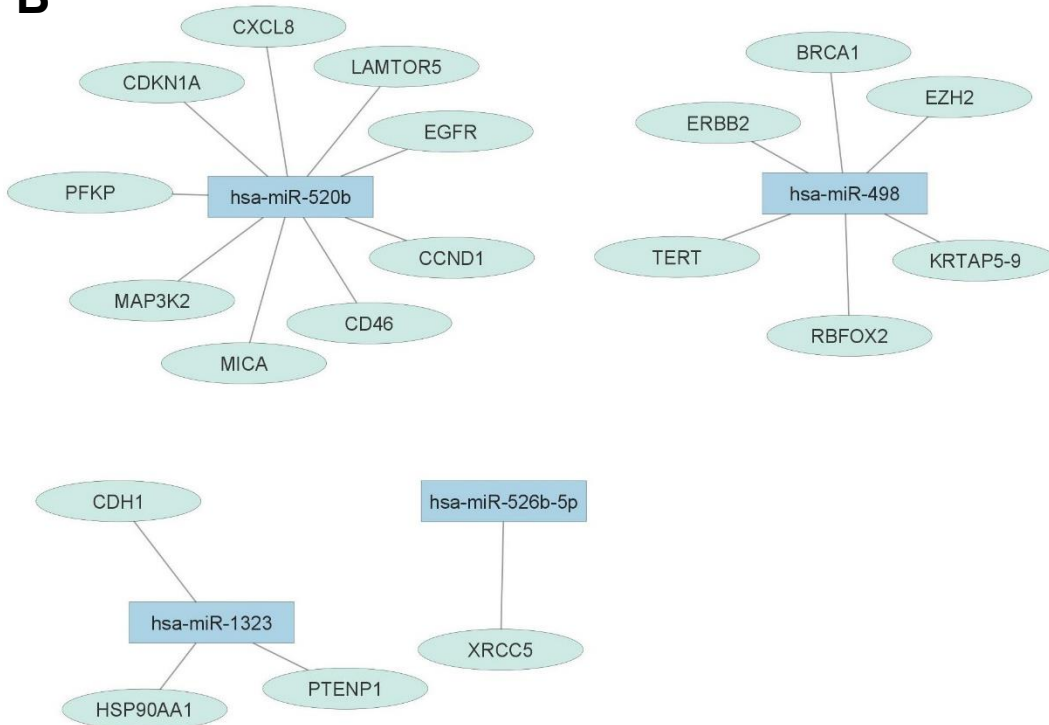 B
CXCL8
LAMTOR5
CDKN1A
EGFR
PFKP
hsa-miR-520b
CCND1
MAP3K2
CD46
MICA
BRCA1
EZH2
ERBB2
hsa-miR-498
TERT
KRTAP5-9
RBFOX2
CDH1
hsa-miR-1323
HSP90AA1
PTENP1
hsa-miR-526b-5p
XRCC5